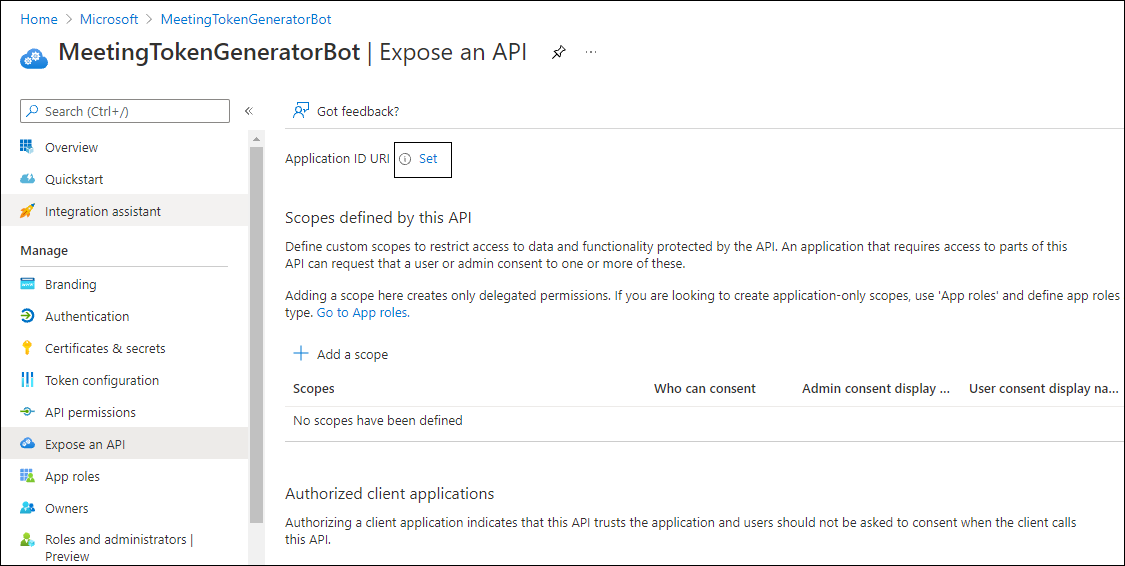 Home > Microsoft > MeetingTokenGeneratorBot
MeetingTokenGeneratorBot | Expose an API
Search (Ctrl+/)
Overview
Quickstart
Integration assistant
Manage
Branding
Authentication
Certificates & secrets
Token configuration
API permissions
Expose an API
App roles
Owners
Roles and administrators |
Preview
Got feedback?
Application ID URI Set
Scopes defined by this API
Define custom scopes to restrict access to data and functionality protected by the API. An application that requires access to parts of this
API can request that a user or admin consent to one or more of these.
Adding a scope here creates only delegated permissions. If you are looking to create application-only scopes, use 'App roles' and define app roles
type. Go to App roles.
Add a scope
Scopes Who can consent Admin consent display ... User consent display na...
No scopes have been defined
Authorized client applications
Authorizing a client application indicates that this API trusts the application and users should not be asked to consent when the client calls
this API.